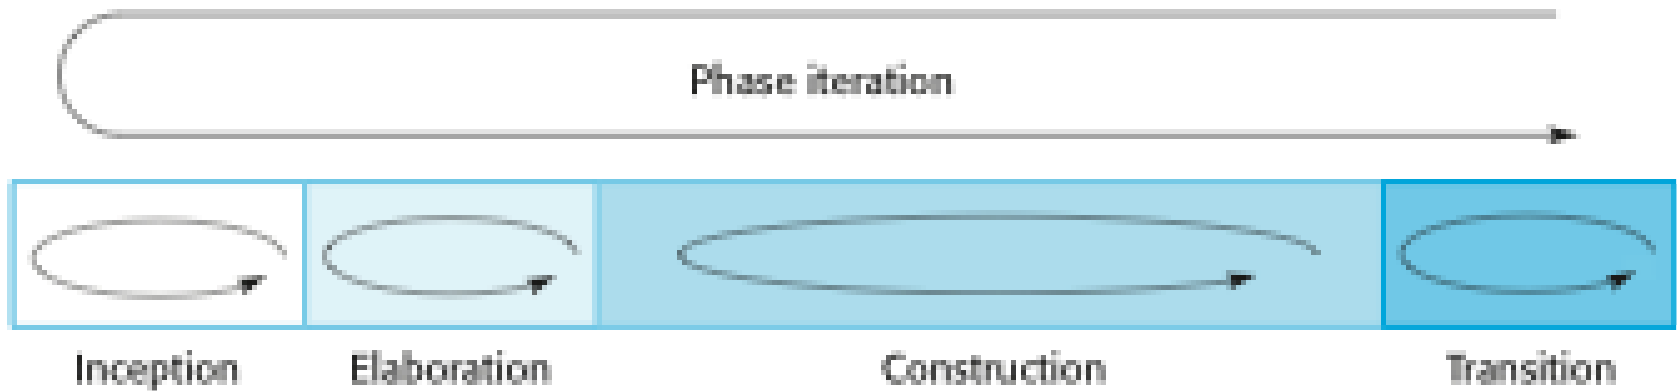 Phase iteration
Inception
Elaboration
Construction
Transition